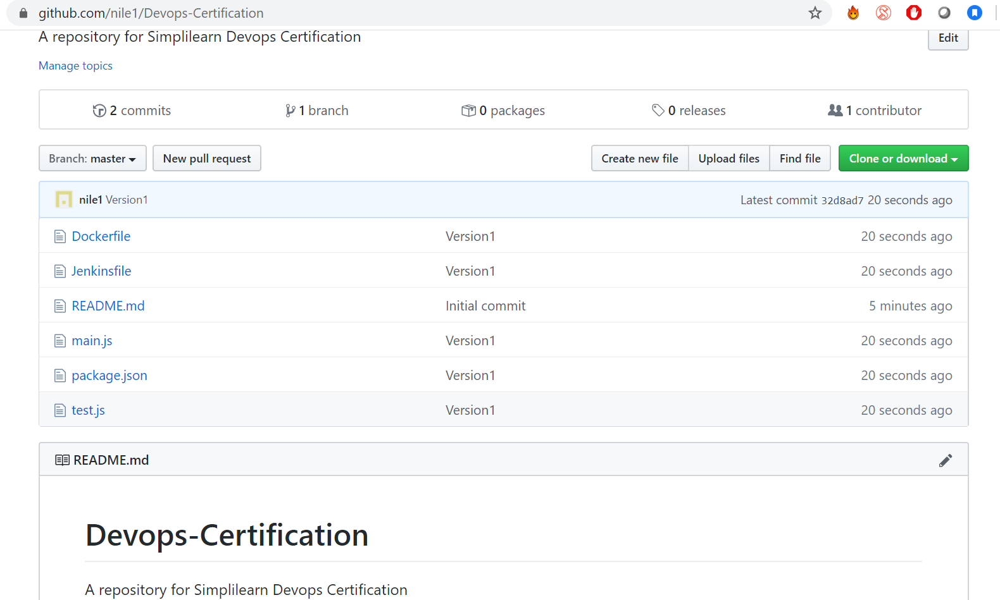 github.com/nile1/Devops-Certification
A repository for Simplilearn Devops Certification
Edit
Manage topics
2 commits 1 branch 0 packages 0 releases 1 contributor
Branch: master New pull request Create new file Upload files Find file Clone or download
nile1 Version1 Latest commit 32d8ad7 20 seconds ago
Dockerfile Version1 20 seconds ago
Jenkinsfile Version1 20 seconds ago
README.md Initial commit 5 minutes ago
main.js Version1 20 seconds ago
package.json Version1 20 seconds ago
test.js Version1 20 seconds ago
README.md
Devops-Certification
A repository for Simplilearn Devops Certification